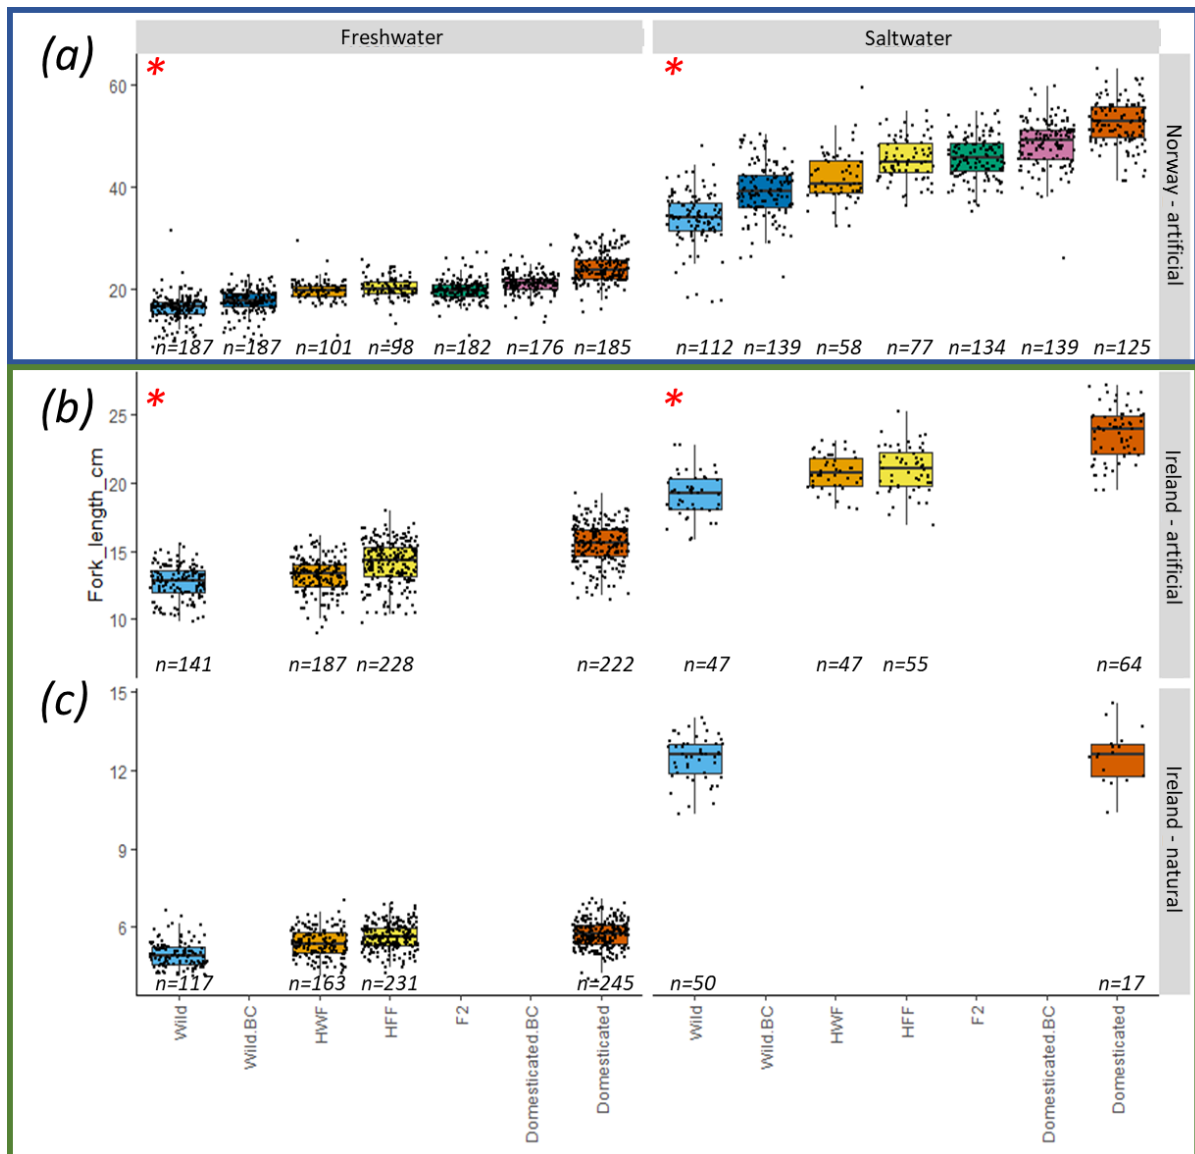 Freshwater Saltwater
(a) * *
60
40
20
n=187 n=187 n=101 n=98 n=182 n=176 n=185 n=112 n=139 n=58 n=77 n=134 n=139 n=125
Norway - artificial
(b) * *
25
20
15
10
Fork_length_cm
n=141 n=187 n=228 n=222 n=47 n=47 n=55 n=64
Ireland - artificial
(c)
15
12
9
6
n=117 n=163 n=231 n=245 n=50 n=17
Ireland - natural
Wild Wild.BC HWF HFF F2 Domesticated.BC Domesticated Wild Wild.BC HWF HFF F2 Domesticated.BC Domesticated